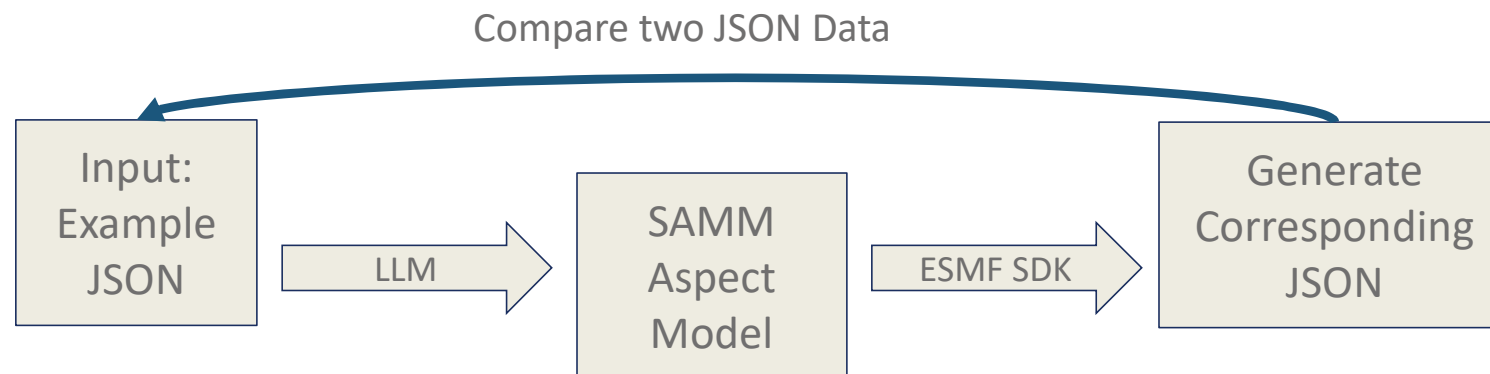 Compare two JSON Data
Input:
Example
JSON
LLM
SAMM
Aspect
Model
ESMF SDK
Generate
Corresponding
JSON